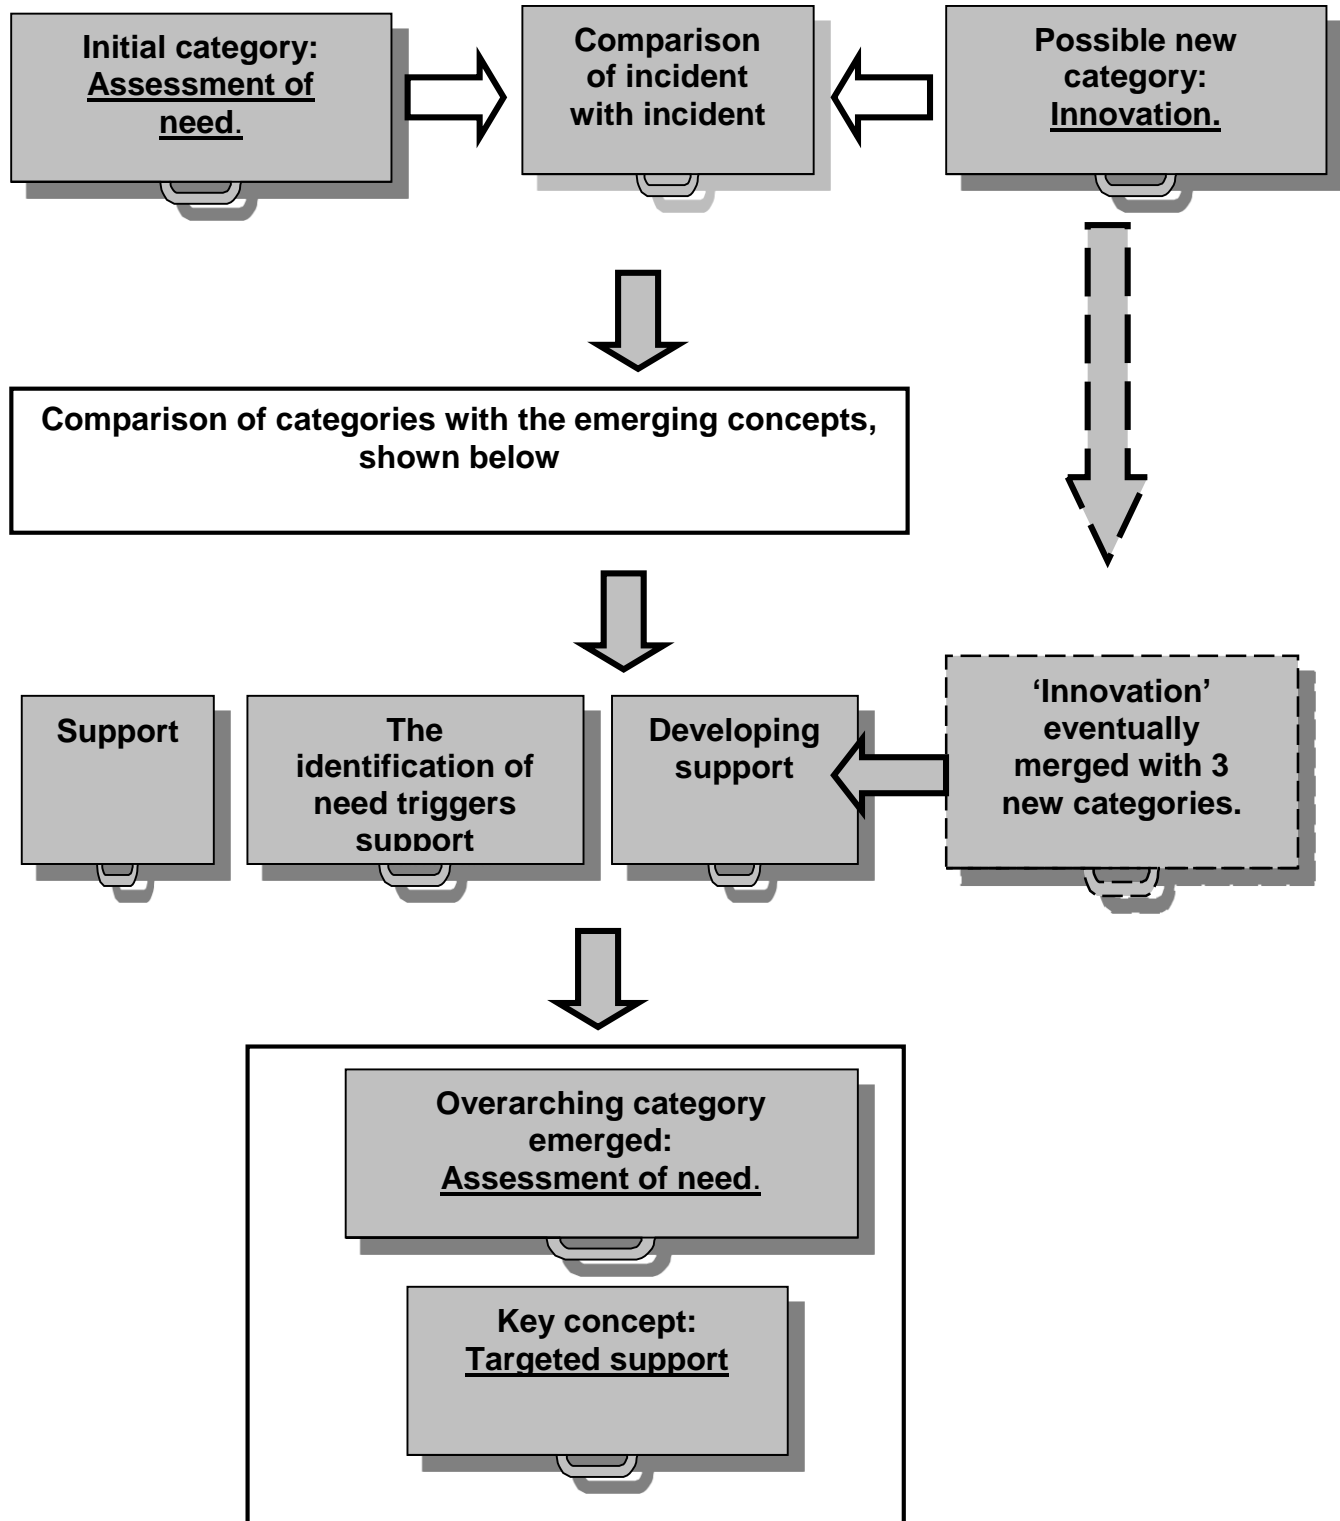 Initial category:
Assessment of
need.
Comparison
of incident
with incident
Possible new
category:
Innovation.
Comparison of categories with the emerging concepts,
shown below
Support
The
identification of
need triggers
support
Developing
support
‘Innovation’
eventually
merged with 3
new categories.
Overarching category
emerged:
Assessment of need.
Key concept:
Targeted support